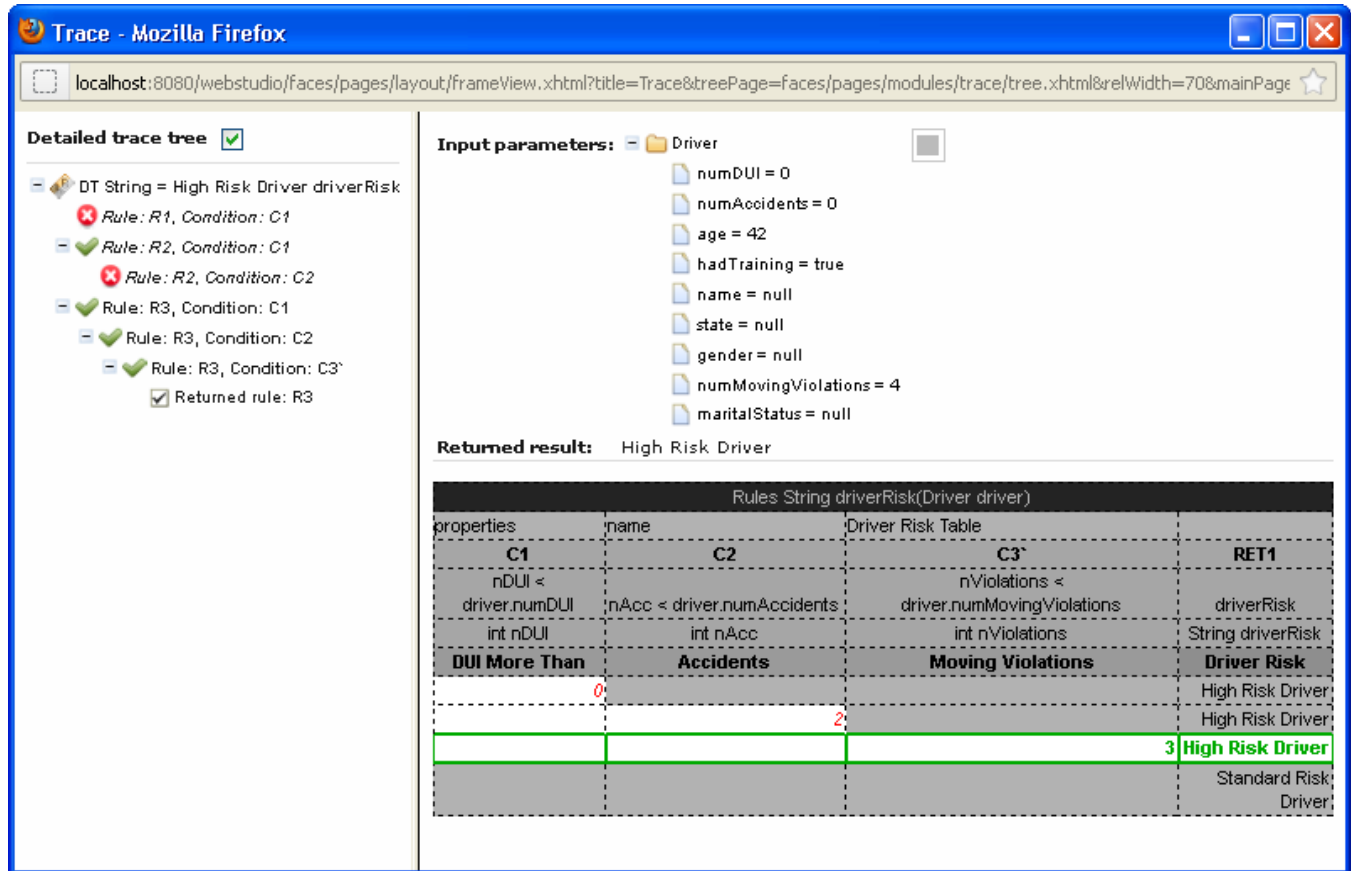 Trace - Mozilla Firefox
localhost:8080/webstudio/faces/pages/layout/frameView.xhtml?title=Trace&treePage=faces/pages/modules/trace/tree.xhtml&relWidth=70&mainPage
Detailed trace tree
DT String = High Risk Driver driverRisk
Rule: R1, Condition: C1
Rule: R2, Condition: C1
Rule: R2, Condition: C2
Rule: R3, Condition: C1
Rule: R3, Condition: C2
Rule: R3, Condition: C3`
Returned rule: R3
Input parameters: Driver
numDUI = 0
numAccidents = 0
age = 42
hadTraining = true
name = null
state = null
gender = null
numMovingViolations = 4
maritalStatus = null
Returned result: High Risk Driver
Rules String driverRisk(Driver driver)
properties name Driver Risk Table
C1 C2 C3` RET1
nDUI < nViolations <
driver.numDUI nAcc < driver.numAccidents driver.numMovingViolations driverRisk
int nDUI int nAcc int nViolations String driverRisk
DUI More Than Accidents Moving Violations Driver Risk
0 High Risk Driver
2 High Risk Driver
3 High Risk Driver
Standard Risk
Driver